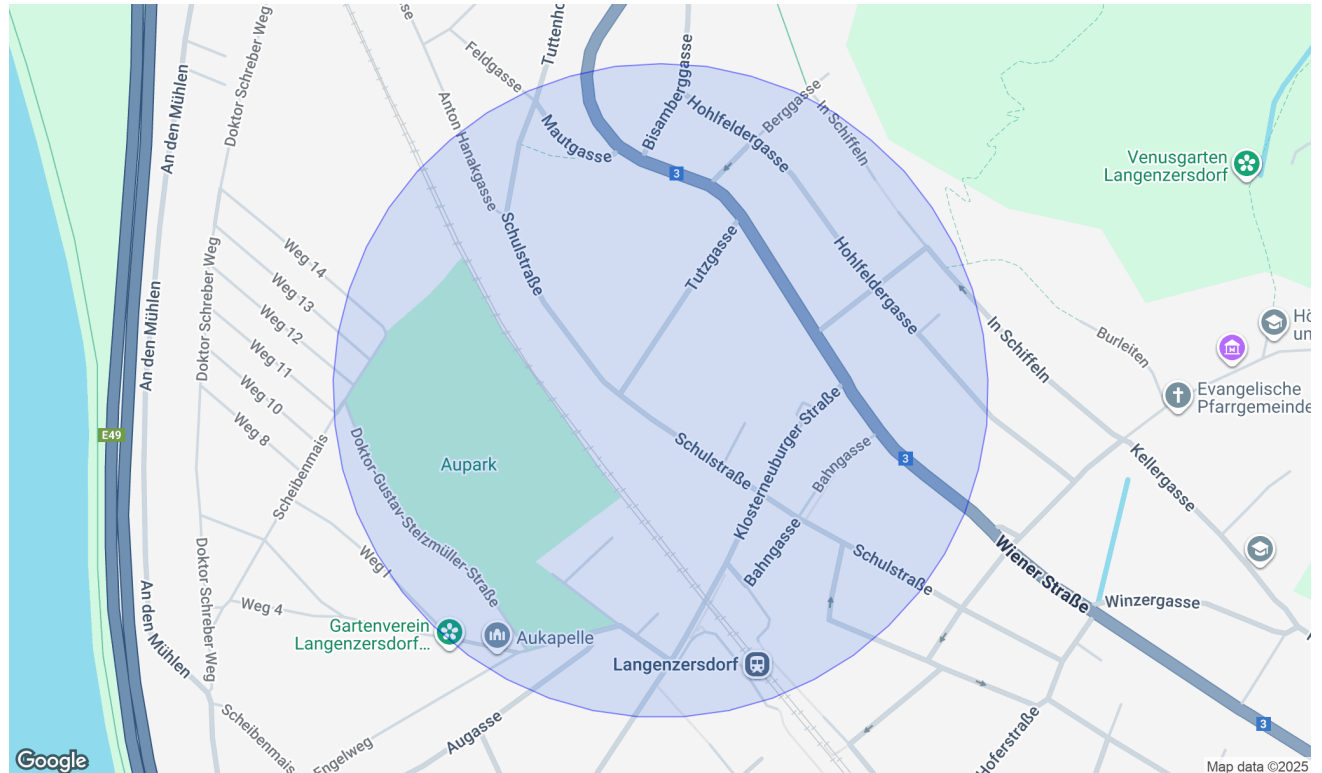 Doktor Schreber Weg
An den Mühlen
Feldgasse
Anton Hanakgasse
Mautgasse
Bisamberggasse
Hohlfeldergasse
Berggasse
In Schiffeln
3
Venusgarten
Langenzersdorf
Weg 14
Weg 13
Weg 12
Weg 11
Weg 10
Weg 8
Doktor Schreber Weg
An den Mühlen
Schulstraße
Tutzgasse
Hohlfeldergasse
In Schiffeln
Burleiten
Evangelische
Pfarrgemeinde
E49
Scheibenmais
Aupark
Doktor-Gustav-Stelzmüller-Straße
Schulstraße
Klosterneuburger Straße
Bahngasse
3
Kellergasse
Doktor Schreber Weg
Weg 4
Gartenverein
Langenzersdorf...
Aukapelle
Bahngasse
Schulstraße
Wiener Straße
Winzergasse
An den Mühlen
Langenzersdorf
Scheibenmais
Engelweg
Augasse
Hoferstraße
3
Google
Map data ©2025